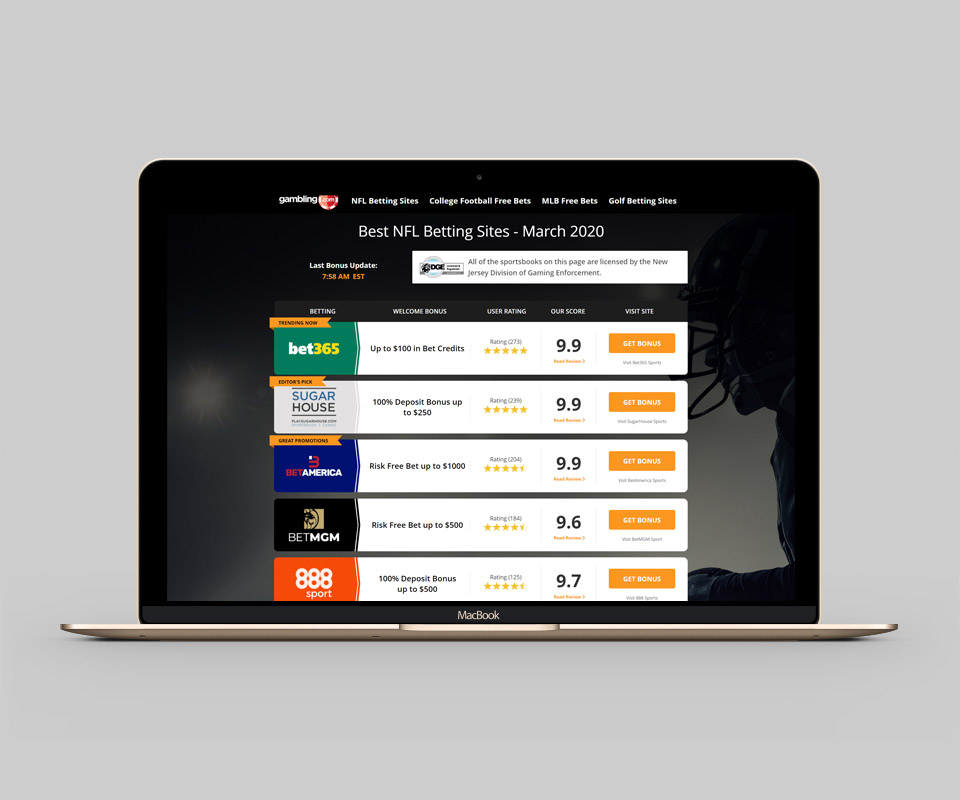 gambling.com
NFL Betting Sites College Football Free Bets MLB Free Bets Golf Betting Sites
Best NFL Betting Sites - March 2020
Last Bonus Update:
7:58 AM EST
DGE
All of the sportsbooks on this page are licensed by the New
Jersey Division of Gaming Enforcement.
BETTING WELCOME BONUS USER RATING OUR SCORE VISIT SITE
TRENDING NOW
bet365
Up to $100 in Bet Credits
Rating (273)
9.9
Read Review
GET BONUS
Visit Bet365 Sports
EDITOR'S PICK
SUGAR
HOUSE
PLAYSUGARHOUSE.COM
100% Deposit Bonus up
to $250
Rating (239)
9.9
Read Review
GET BONUS
Visit SugarHouse Sports
GREAT PROMOTIONS
BETAMERICA
Risk Free Bet up to $1000
Rating (204)
9.9
Read Review
GET BONUS
Visit BetAmerica Sports
BETMGM
Risk Free Bet up to $500
Rating (184)
9.6
Read Review
GET BONUS
Visit BetMGM Sport
888
sport
100% Deposit Bonus
up to $500
Rating (125)
9.7
Read Review
GET BONUS
Visit 888 Sports
MacBook